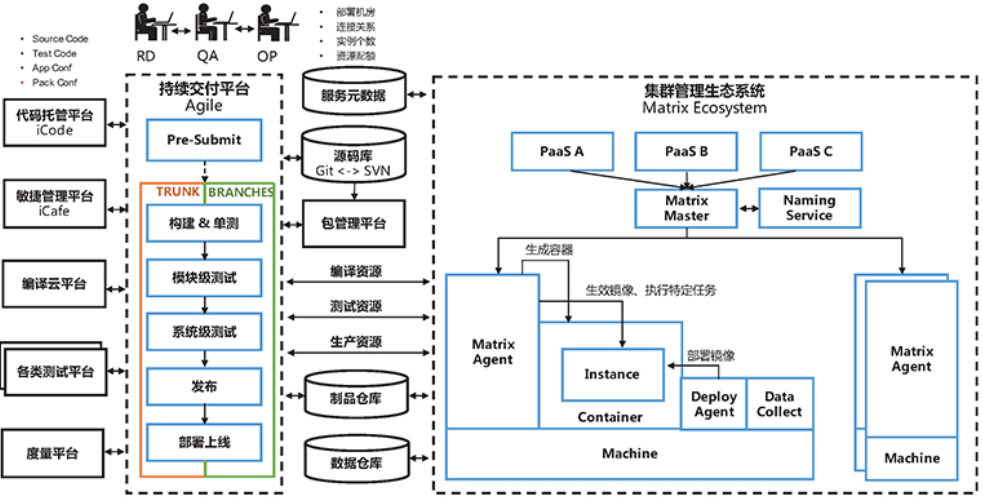 Source Code
Test Code
App Conf
Pack Conf
RD
QA
OP
部署机房
连接关系
实例个数
资源配额
代码托管平台
iCode
敏捷管理平台
iCafe
编译云平台
各类测试平台
度量平台
持续交付平台
Agile
Pre-Submit
TRUNK
BRANCHES
构建 & 单测
模块级测试
系统级测试
发布
部署上线
服务元数据
源码库
Git <-> SVN
包管理平台
编译资源
测试资源
生产资源
制品仓库
数据仓库
集群管理生态系统
Matrix Ecosystem
PaaS A
PaaS B
PaaS C
Matrix
Master
Naming
Service
生成容器
生效镜像、执行特定任务
Matrix
Agent
Instance
部署镜像
Container
Deploy
Agent
Data
Collect
Machine
Matrix
Agent
Machine